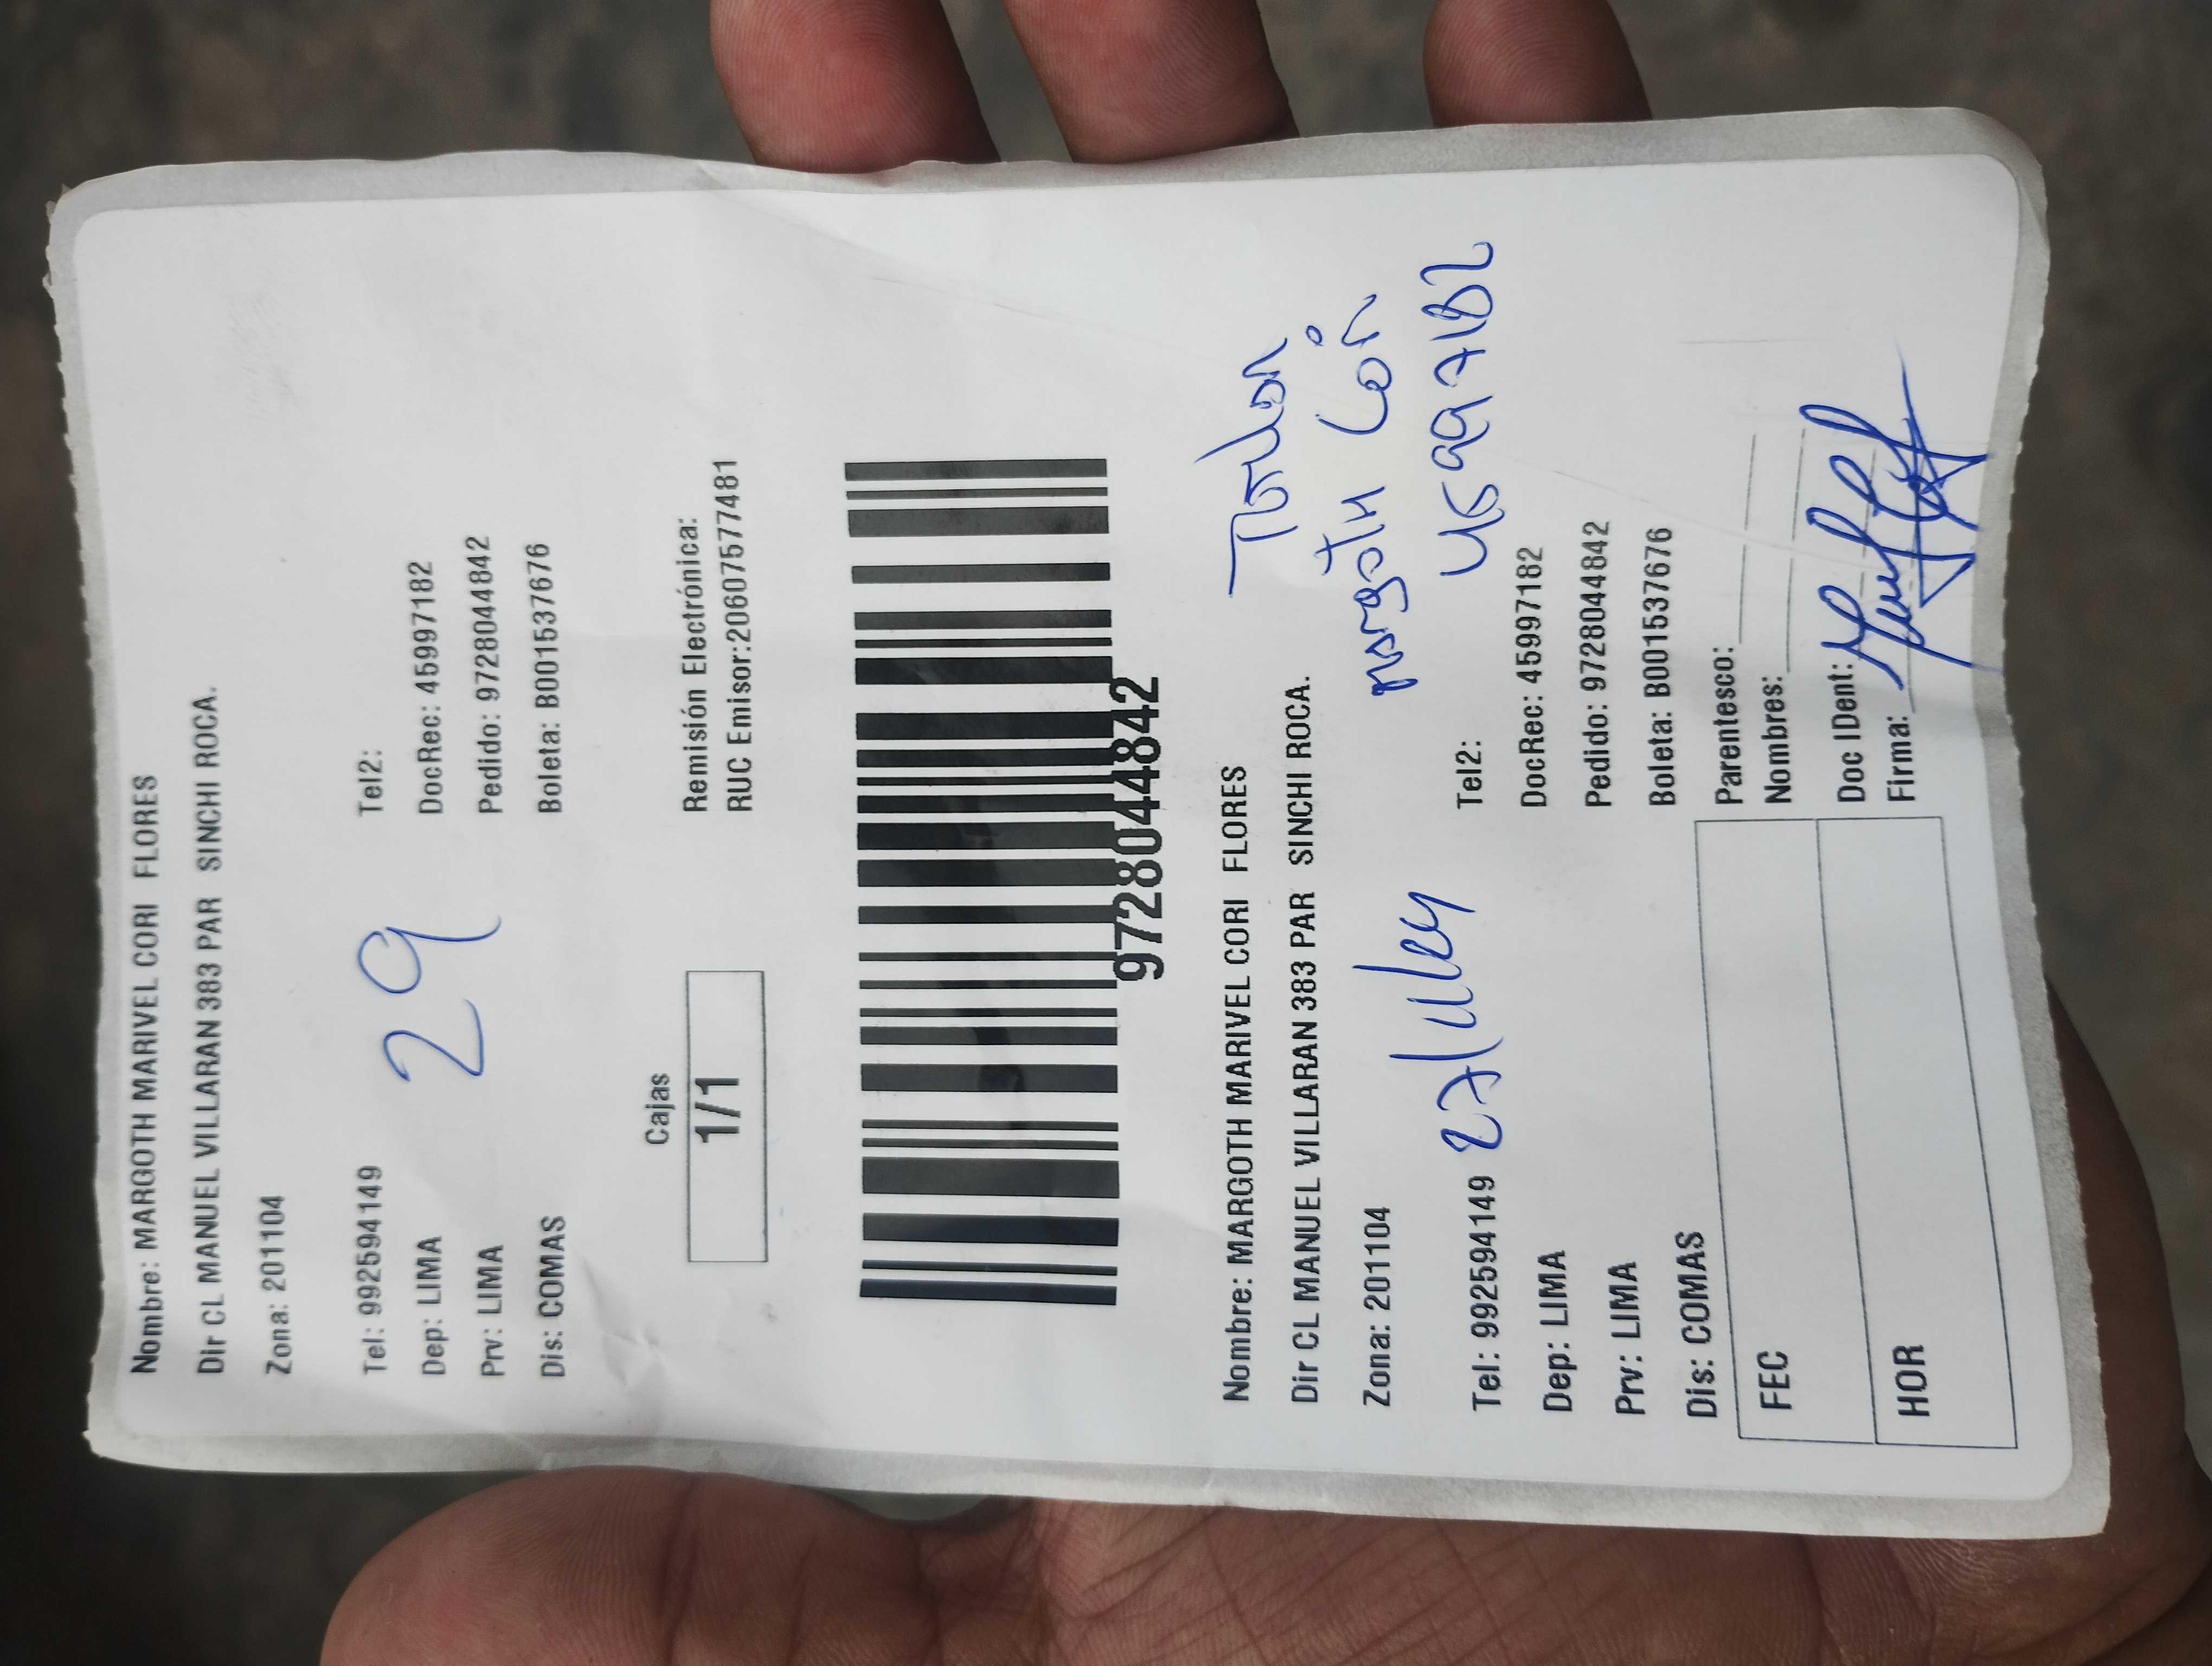 Nombre: MARGOTH MARIVEL CORI FLORES
Dir CL MANUEL VILLARAN 383 PAR SINCHI ROCA.
Zona: 201104
Tel: 992594149 Tel2:
Dep: LIMA DocRec: 45997182
Prv: LIMA Pedido: 9728044842
Dis: COMAS Boleta: B001537676
29
Cajas
1/1
Remisión Electrónica:
RUC Emisor:20607577481
9728044842
Nombre: MARGOTH MARIVEL CORI FLORES
Dir CL MANUEL VILLARAN 383 PAR SINCHI ROCA.
Zona: 201104
Titular
Margoth Cori
45997182
Tel: 992594149 Tel2:
Dep: LIMA DocRec: 45997182
Prv: LIMA Pedido: 9728044842
Dis: COMAS Boleta: B001537676
FEC
HOR
Parentesco:
Nombres:
Doc IDent:
Firma: